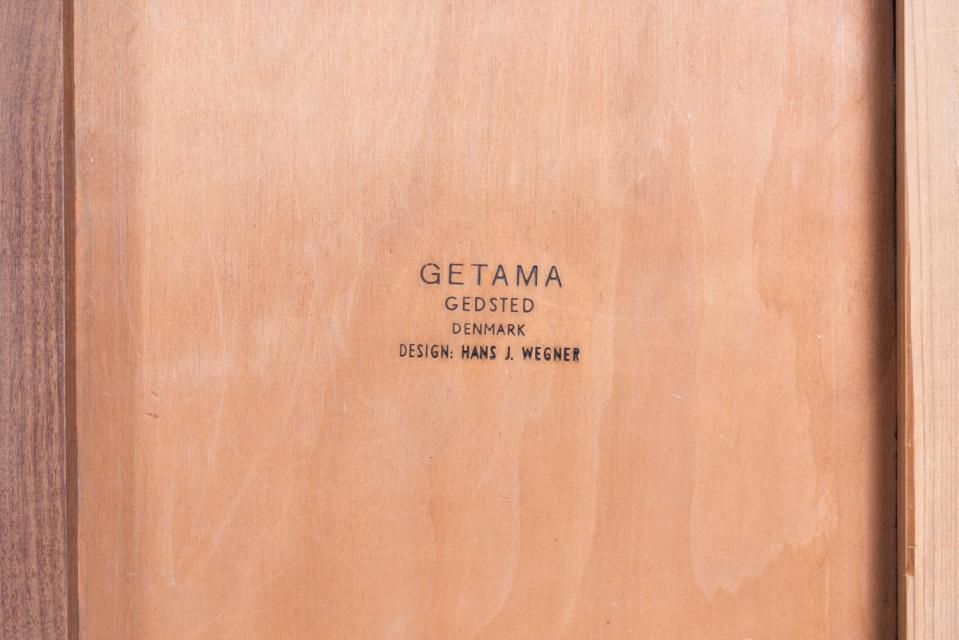 GETAMA
GEDSTED
DENMARK
DESIGN: HANS J. WEGNER